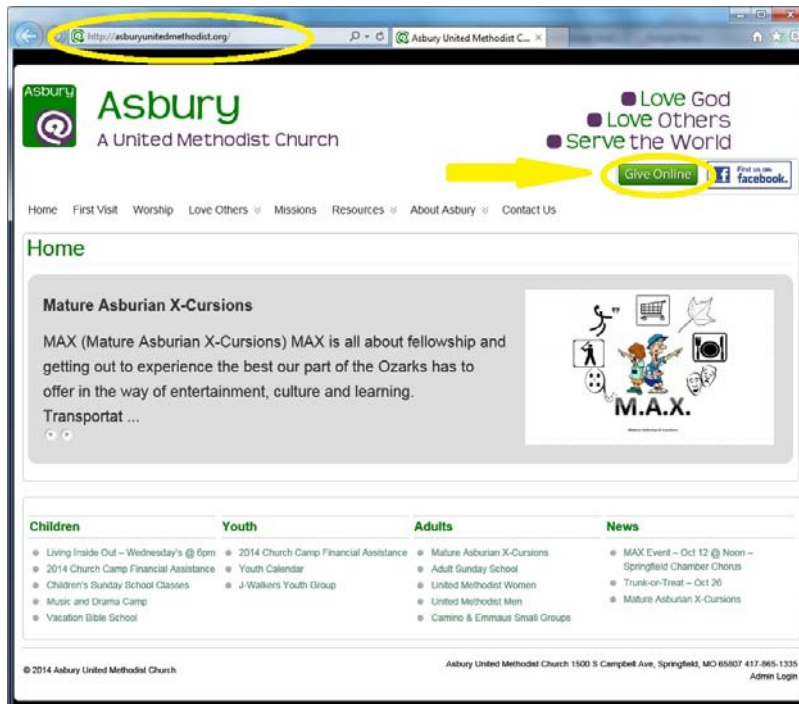 http://asburyunitedmethodist.org/
Asbury United Methodist C...
Asbury
Asbury
A United Methodist Church
Love God
Love Others
Serve the World
Give Online
Find us on
facebook.
Home First Visit Worship Love Others Missions Resources About Asbury Contact Us
Home
Mature Asburian X-Cursions
MAX (Mature Asburian X-Cursions) MAX is all about fellowship and
getting out to experience the best our part of the Ozarks has to
offer in the way of entertainment, culture and learning.
Transportat ...
M.A.X.
Mature Asburian X-Cursions
Children
Living Inside Out – Wednesday's @ 6pm
2014 Church Camp Financial Assistance
Children's Sunday School Classes
Music and Drama Camp
Vacation Bible School
Youth
2014 Church Camp Financial Assistance
Youth Calendar
J-Walkers Youth Group
Adults
Mature Asburian X-Cursions
Adult Sunday School
United Methodist Women
United Methodist Men
Camino & Emmaus Small Groups
News
MAX Event – Oct 12 @ Noon –
Springfield Chamber Chorus
Trunk-or-Treat – Oct 26
Mature Asburian X-Cursions
© 2014 Asbury United Methodist Church
Asbury United Methodist Church 1500 S Campbell Ave, Springfield, MO 65807 417-865-1335
Admin Login